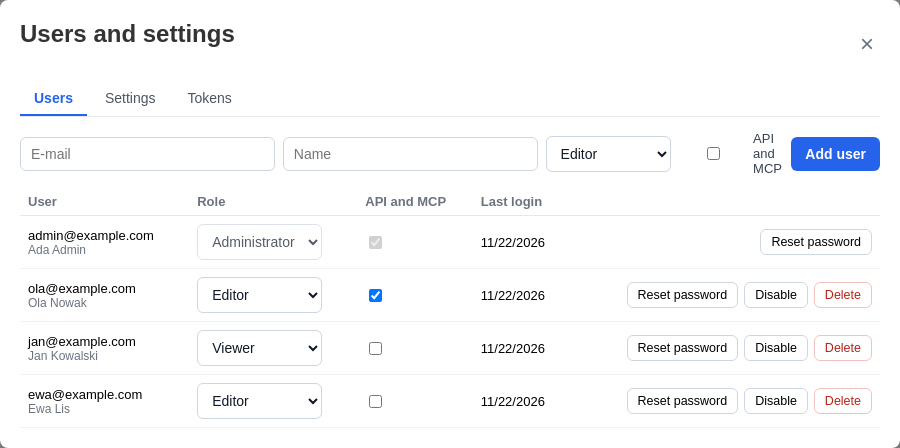 Users and settings
×
Users Settings Tokens
E-mail Name Editor API and MCP Add user
User Role API and MCP Last login
admin@example.com Administrator 11/22/2026 Reset password
Ada Admin
ola@example.com Editor 11/22/2026 Reset password Disable Delete
Ola Nowak
jan@example.com Viewer 11/22/2026 Reset password Disable Delete
Jan Kowalski
ewa@example.com Editor 11/22/2026 Reset password Disable Delete
Ewa Lis